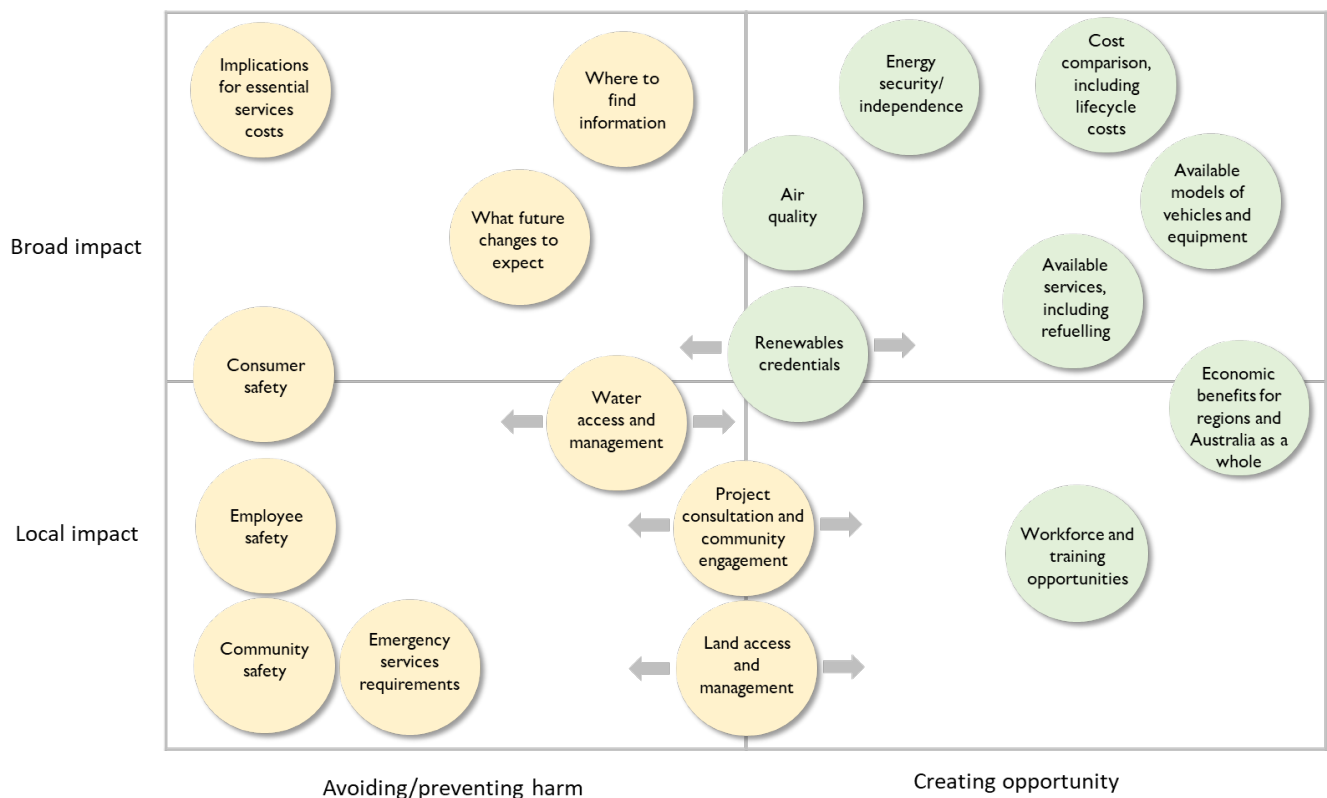 Implications
for essential
services
costs
Where to
find
information
What future
changes to
expect
Energy
security/
independence
Cost
comparison,
including
lifecycle
costs
Air
quality
Available
models of
vehicles and
equipment
Available
services,
including
refuelling
Broad impact
Renewables
credentials
Consumer
safety
Water
access and
management
Economic
benefits for
regions and
Australia as a
whole
Local impact
Employee
safety
Project
consultation and
community
engagement
Workforce and
training
opportunities
Community
safety
Emergency
services
requirements
Land access
and
management
Avoiding/preventing harm
Creating opportunity